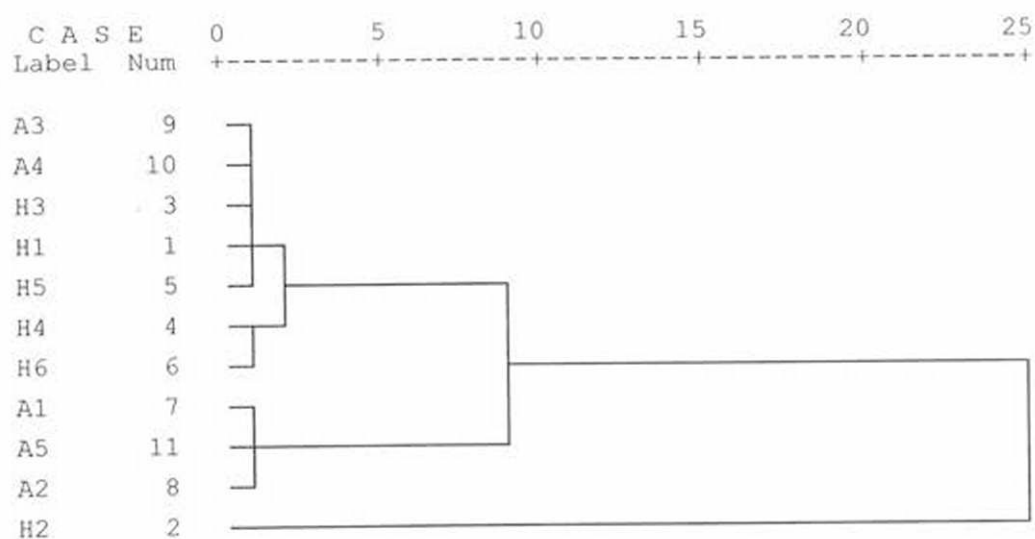 C A S E 0 5 10 15 20 25
Label Num +---------+---------+---------+---------+---------+
A3 9
A4 10
H3 3
H1 1
H5 5
H4 4
H6 6
A1 7
A5 11
A2 8
H2 2